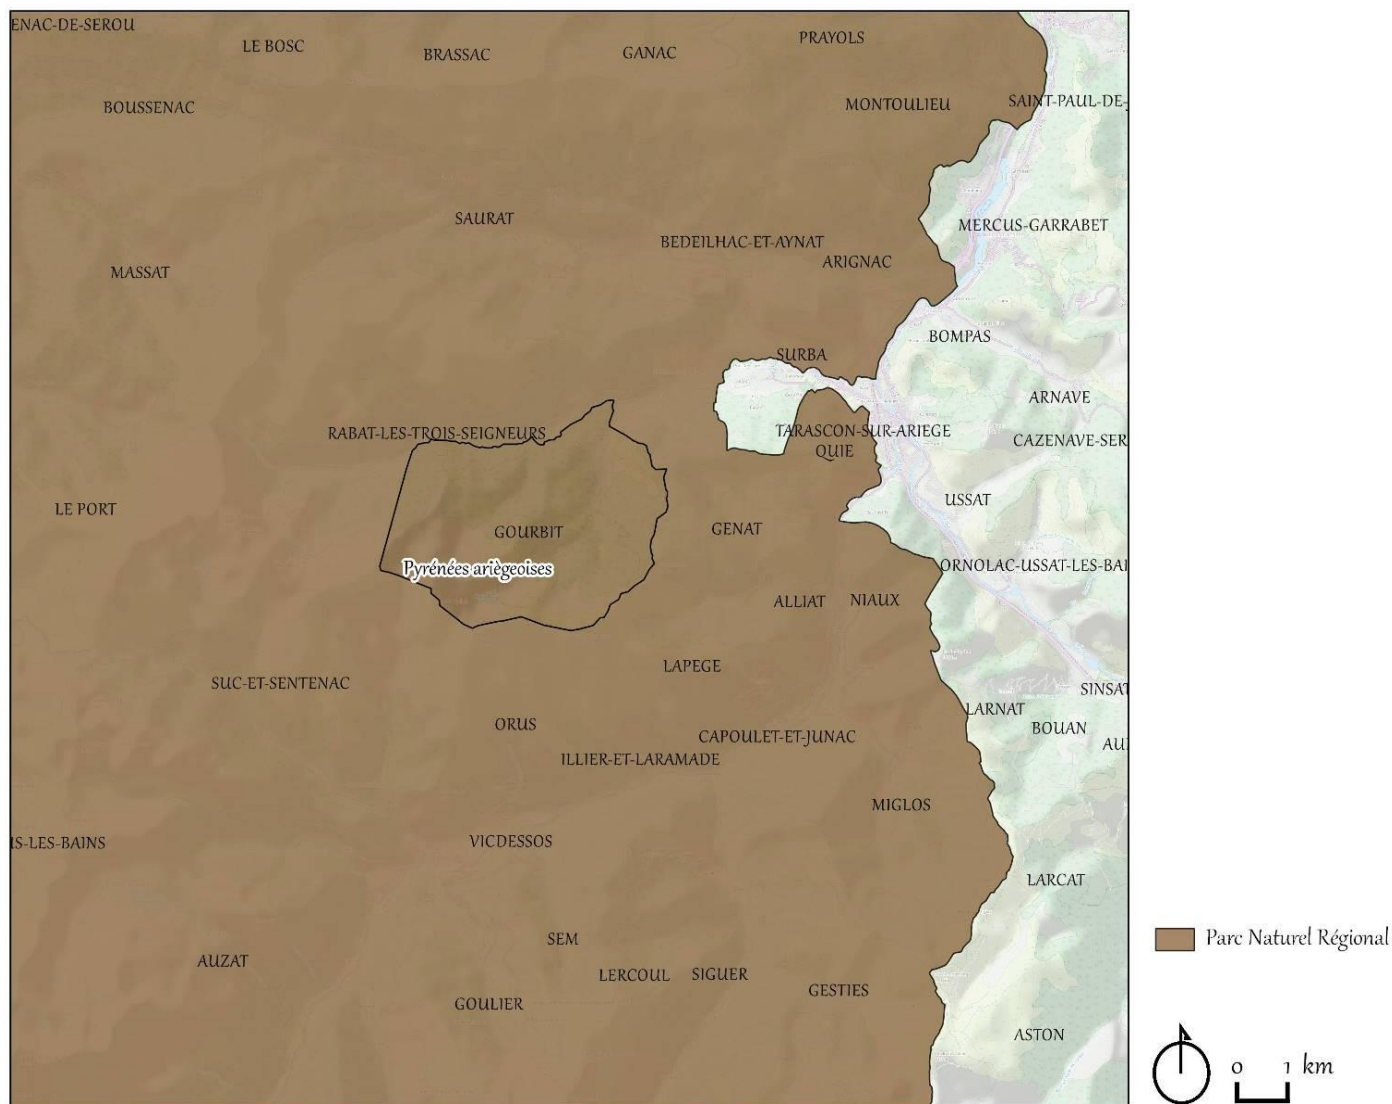 ENAC-DE-SEROU
LE BOSC
BRASSAC
GANAC
PRAYOLS
BOUSSENAC
MONTOULIEU
SAINT-PAUL-DE-
SAURAT
MERCUS-GARRABET
BEDEILHAC-ET-AYNAT
ARIGNAC
MASSAT
BOMPAS
SURBA
ARNAVE
RABAT-LES-TROIS-SEIGNEURS
TARASCON-SUR-ARIEGE
CAZENAVE-SER
QUIE
LE PORT
USSAT
GOURBIT
GENAT
Pyrénées ariègeoises
ORNOLAC-USSAT-LES-BAI
ALLIAT
NIAUX
LAPEGE
SUC-ET-SENTENAC
SINSAT
LARNAT
ORUS
BOUAN
CAPOULET-ET-JUNAC
AU
ILLIER-ET-LARAMADE
MIGLOS
IS-LES-BAINS
VICDESSOS
LARCAT
SEM
Parc Naturel Régional
AUZAT
LERCOUL
SIGUER
GESTIES
GOULIER
ASTON
0 1 km